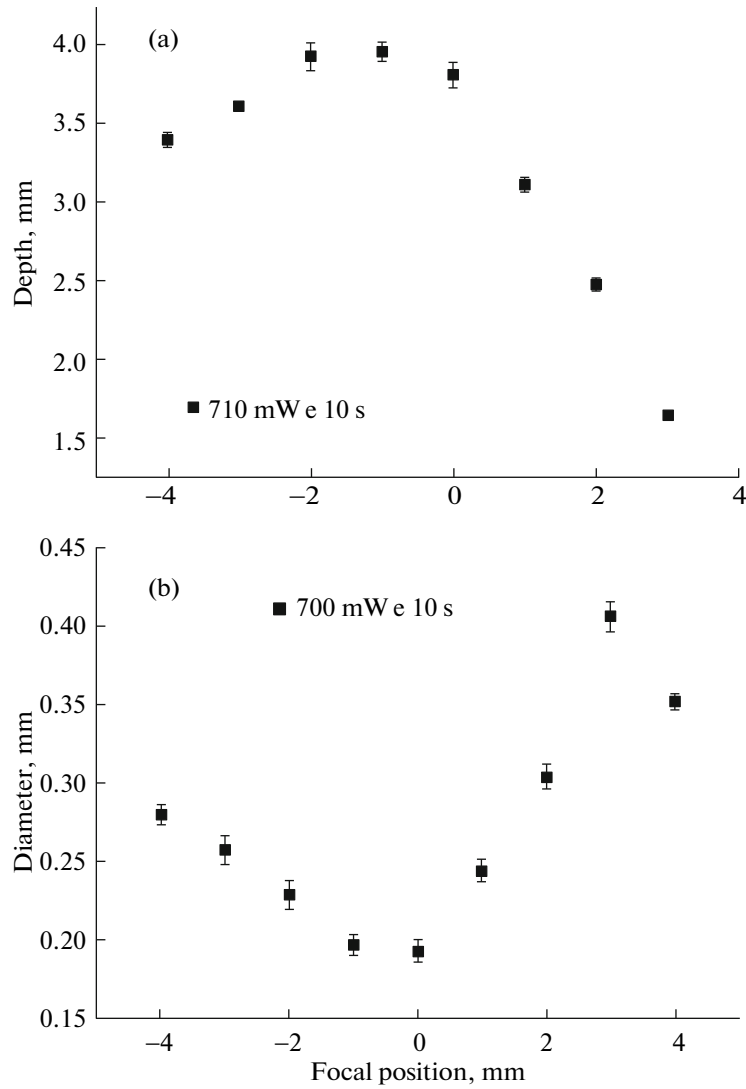 (a)
4.0
3.5
3.0
2.5
2.0
1.5
Depth, mm
710 mW e 10 s
−4 −2 0 2 4
(b)
0.45
0.40
0.35
0.30
0.25
0.20
0.15
Diameter, mm
700 mW e 10 s
−4 −2 0 2 4
Focal position, mm